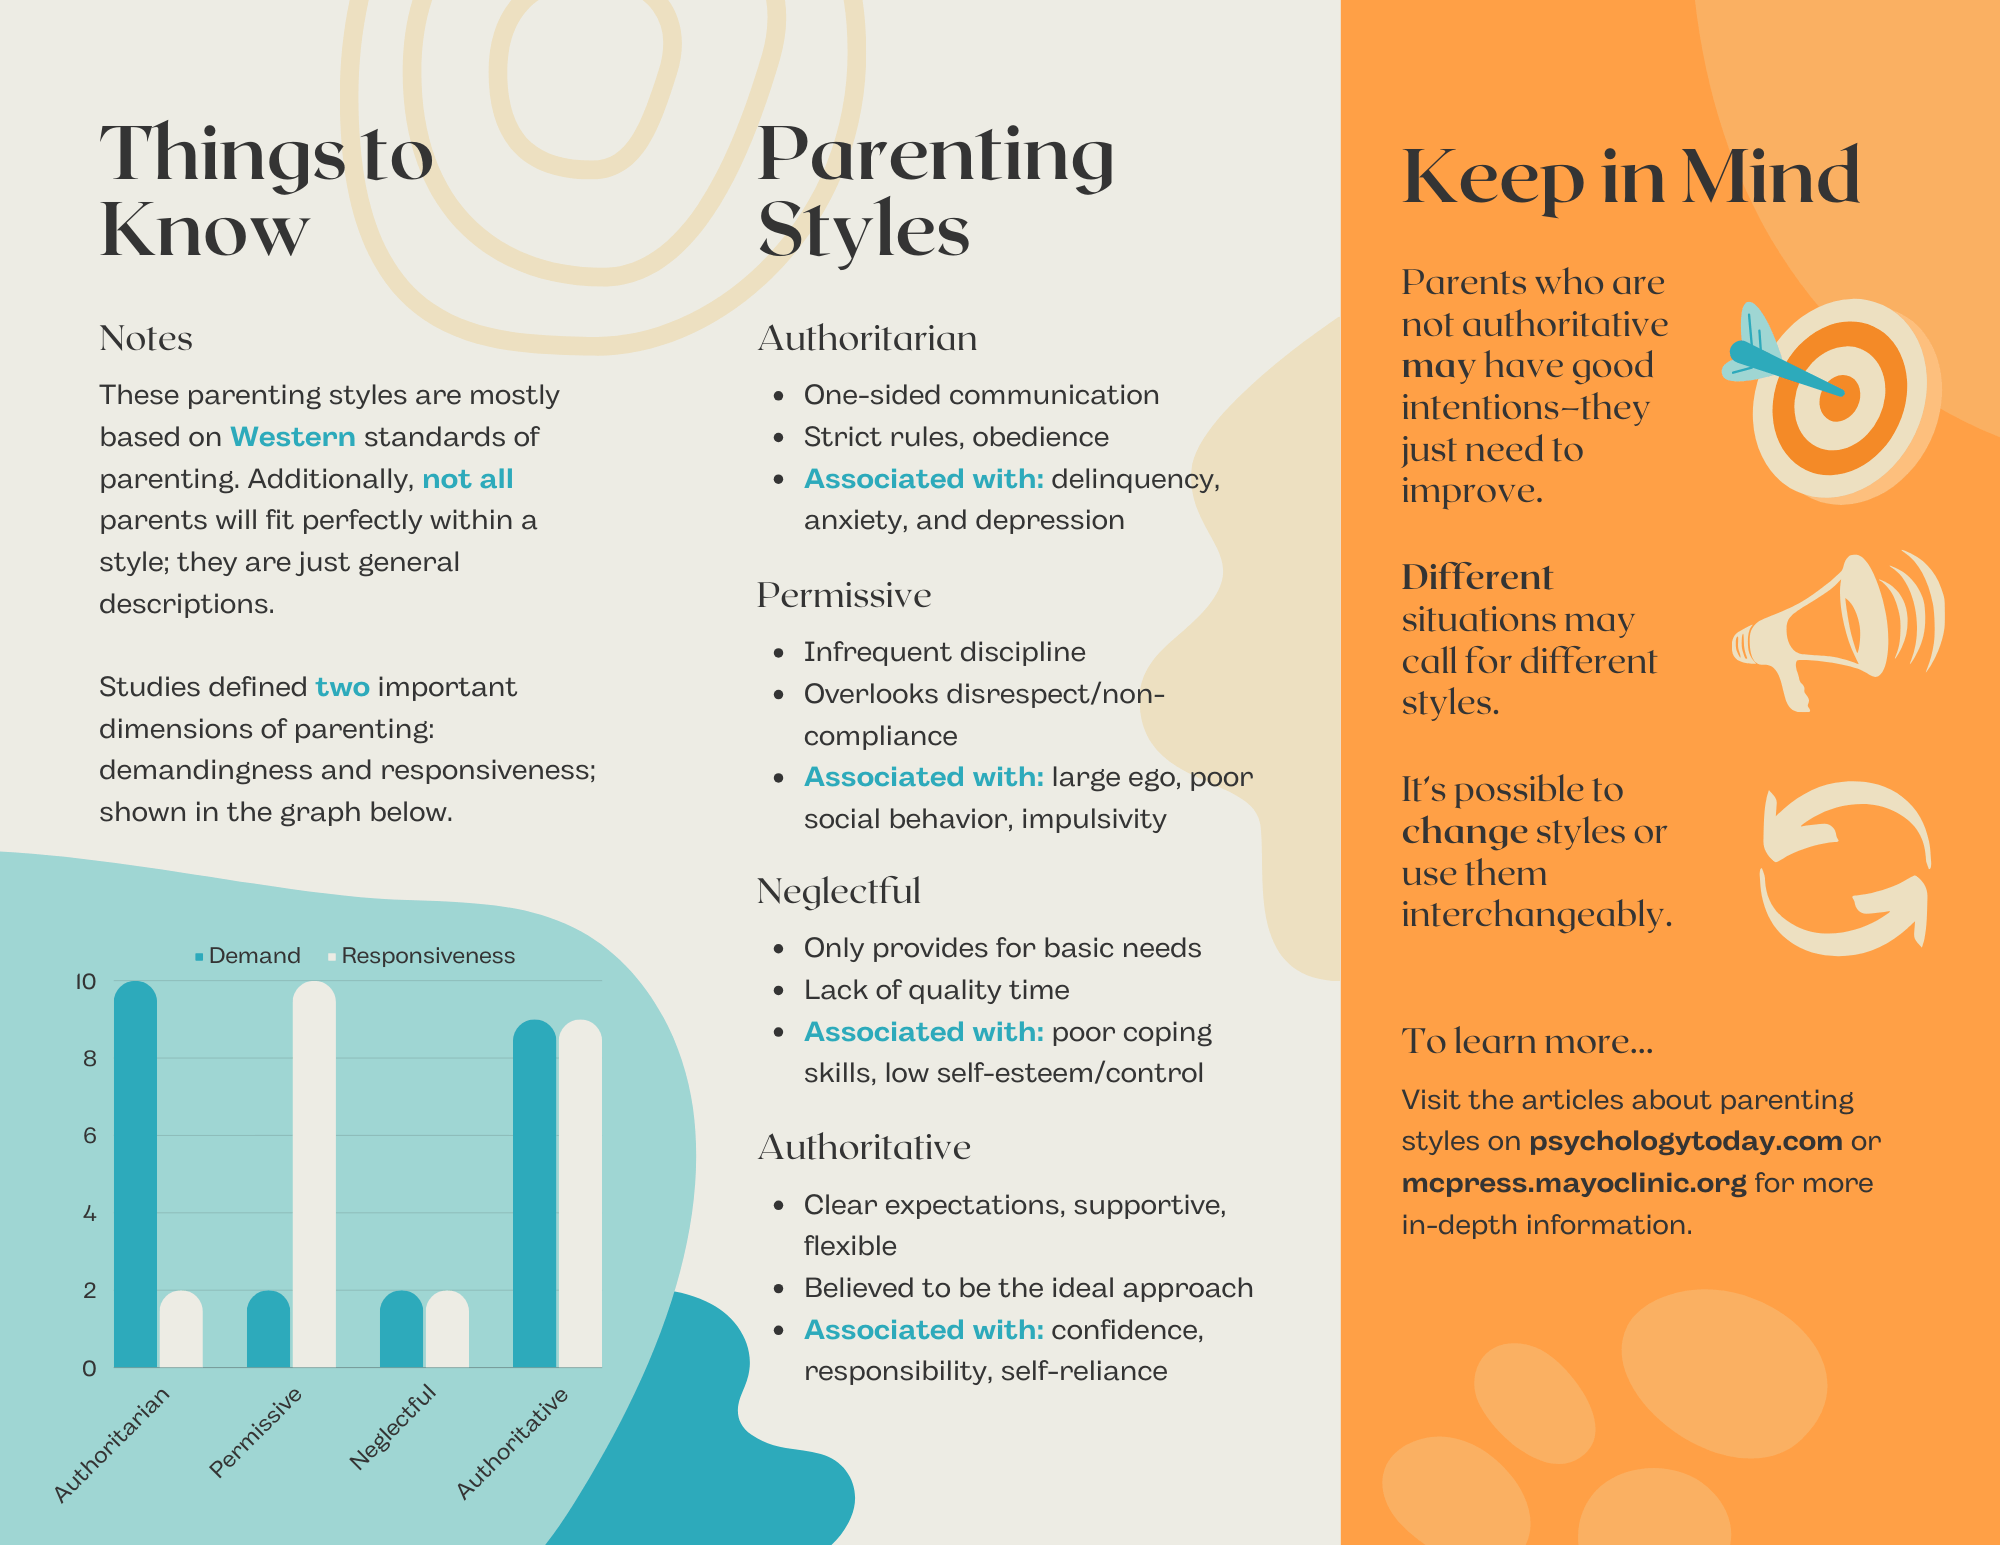 Things to
Know
Notes
These parenting styles are mostly
based on Western standards of
parenting. Additionally, not all
parents will fit perfectly within a
style; they are just general
descriptions.
Studies defined two important
dimensions of parenting:
demandingness and responsiveness;
shown in the graph below.
Demand Responsiveness
10
8
6
4
2
0
Authoritarian
Permissive
Neglectful
Authoritative
Parenting
Styles
Authoritarian
• One-sided communication
• Strict rules, obedience
• Associated with: delinquency,
anxiety, and depression
Permissive
• Infrequent discipline
• Overlooks disrespect/non-
compliance
• Associated with: large ego, poor
social behavior, impulsivity
Neglectful
• Only provides for basic needs
• Lack of quality time
• Associated with: poor coping
skills, low self-esteem/control
Authoritative
• Clear expectations, supportive,
flexible
• Believed to be the ideal approach
• Associated with: confidence,
responsibility, self-reliance
Keep in Mind
Parents who are
not authoritative
may have good
intentions–they
just need to
improve.
Different
situations may
call for different
styles.
It's possible to
change styles or
use them
interchangeably.
To learn more...
Visit the articles about parenting
styles on psychologytoday.com or
mcpress.mayoclinic.org for more
in-depth information.